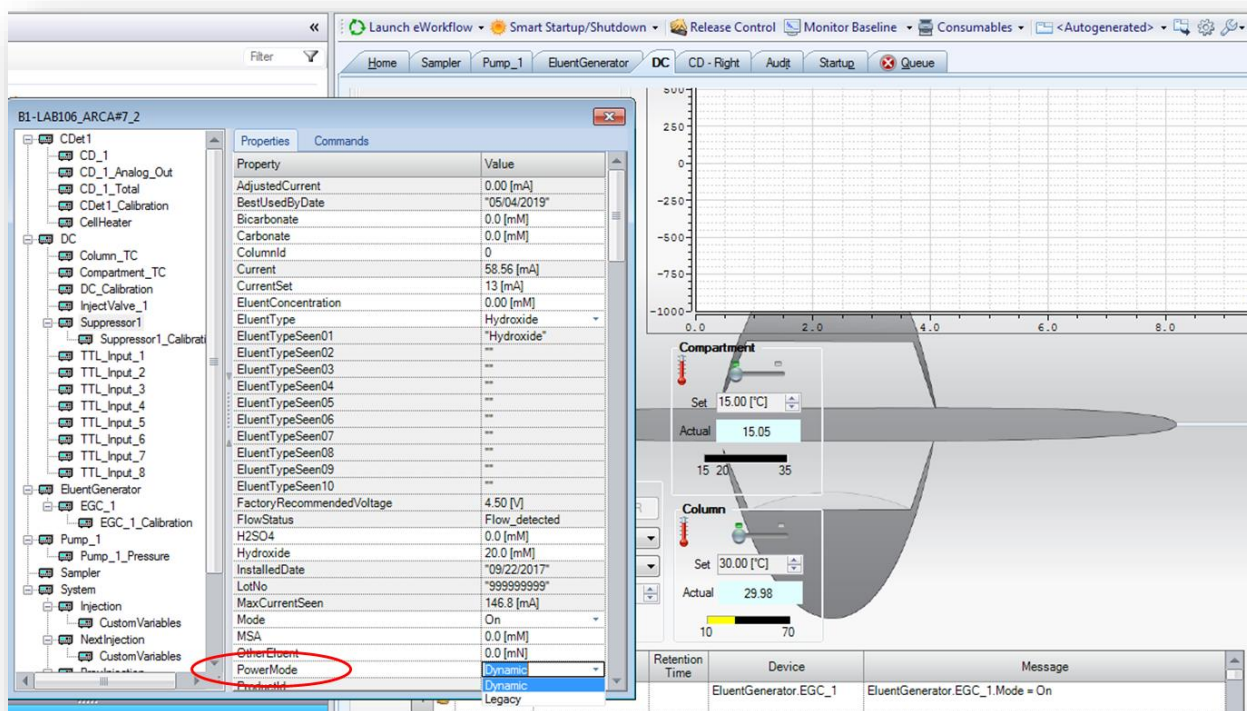 «
Launch eWorkflow
Smart Startup/Shutdown
Release Control
Monitor Baseline
Consumables
<Autogenerated>
Filter
Home
Sampler
Pump_1
EluentGenerator
DC
CD - Right
Audit
Startup
Queue
B1-LAB106_ARCA#7_2
CDet1
CD_1
CD_1_Analog_Out
CD_1_Total
CDet1_Calibration
CellHeater
DC
Column_TC
Compartment_TC
DC_Calibration
InjectValve_1
Suppressor1
Suppressor1_Calibrati
TTL_Input_1
TTL_Input_2
TTL_Input_3
TTL_Input_4
TTL_Input_5
TTL_Input_6
TTL_Input_7
TTL_Input_8
EluentGenerator
EGC_1
EGC_1_Calibration
Pump_1
Pump_1_Pressure
Sampler
System
Injection
CustomVariables
NextInjection
CustomVariables
Properties Commands
Property Value
AdjustedCurrent 0.00 [mA]
BestUsedByDate "05/04/2019"
Bicarbonate 0.0 [mM]
Carbonate 0.0 [mM]
ColumnId 0
Current 58.56 [mA]
CurrentSet 13 [mA]
EluentConcentration 0.00 [mM]
EluentType Hydroxide
EluentTypeSeen01 "Hydroxide"
EluentTypeSeen02 ""
EluentTypeSeen03 ""
EluentTypeSeen04 ""
EluentTypeSeen05 ""
EluentTypeSeen06 ""
EluentTypeSeen07 ""
EluentTypeSeen08 ""
EluentTypeSeen09 ""
EluentTypeSeen10 ""
FactoryRecommendedVoltage 4.50 [V]
FlowStatus Flow_detected
H2SO4 0.0 [mM]
Hydroxide 20.0 [mM]
InstalledDate "09/22/2017"
LotNo "999999999"
MaxCurrentSeen 146.8 [mA]
Mode On
MSA 0.0 [mM]
OtherEluent 0.0 [mN]
PowerMode Dynamic
ProductId Dynamic
Legacy
500
250
0
-250
-500
-750
-1000
0.0 2.0 4.0 6.0 8.0
Compartment
Set 15.00 [°C]
Actual 15.05
15 20 35
Column
Set 30.00 [°C]
Actual 29.98
10 70
Retention Time Device Message
EluentGenerator.EGC_1 EluentGenerator.EGC_1.Mode = On